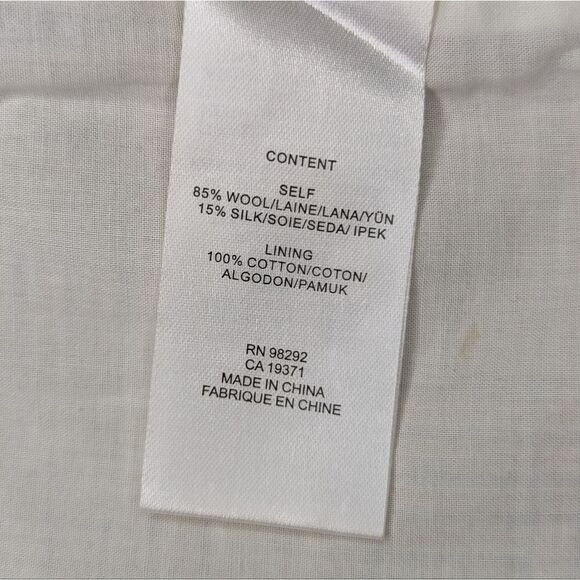 CONTENT
SELF
85% WOOL/LAINE/LANA/YÜN
15% SILK/SOIE/SEDA/ IPEK
LINING
100% COTTON/COTON/
ALGODON/PAMUK
RN 98292
CA 19371
MADE IN CHINA
FABRIQUE EN CHINE